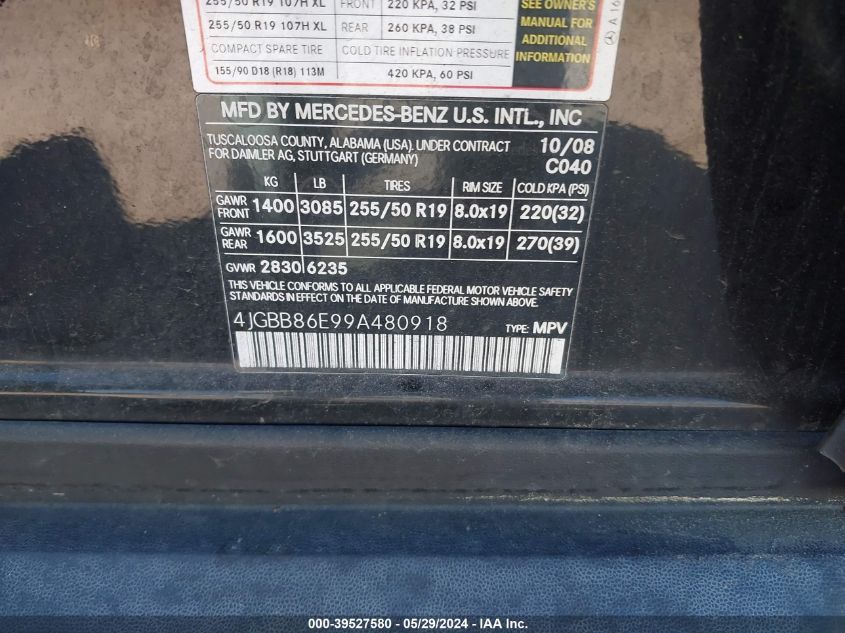 255/50 R19 107H XL FRONT 220 KPA, 32 PSI
255/50 R19 107H XL REAR 260 KPA, 38 PSI
COMPACT SPARE TIRE COLD TIRE INFLATION PRESSURE
155/90 D18 (R18) 113M 420 KPA, 60 PSI
SEE OWNER'S
MANUAL FOR
ADDITIONAL
INFORMATION
A 16
MFD BY MERCEDES-BENZ U.S. INTL., INC
TUSCALOOSA COUNTY, ALABAMA (USA), UNDER CONTRACT 10/08
FOR DAIMLER AG, STUTTGART (GERMANY) C040
KG LB TIRES RIM SIZE COLD KPA (PSI)
GAWR FRONT 1400 3085 255/50 R19 8.0x19 220(32)
GAWR REAR 1600 3525 255/50 R19 8.0x19 270(39)
GVWR 2830 6235
THIS VEHICLE CONFORMS TO ALL APPLICABLE FEDERAL MOTOR VEHICLE SAFETY
STANDARDS IN EFFECT ON THE DATE OF MANUFACTURE SHOWN ABOVE.
4JGBB86E99A480918 TYPE: MPV
000-39527580 - 05/29/2024 - IAA Inc.